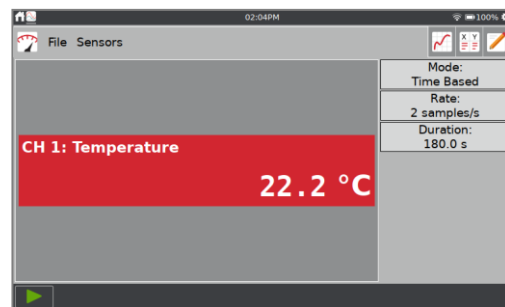 02:04PM
100%
File Sensors
X Y
Mode:
Time Based
Rate:
2 samples/s
Duration:
180.0 s
CH 1: Temperature
22.2 °C